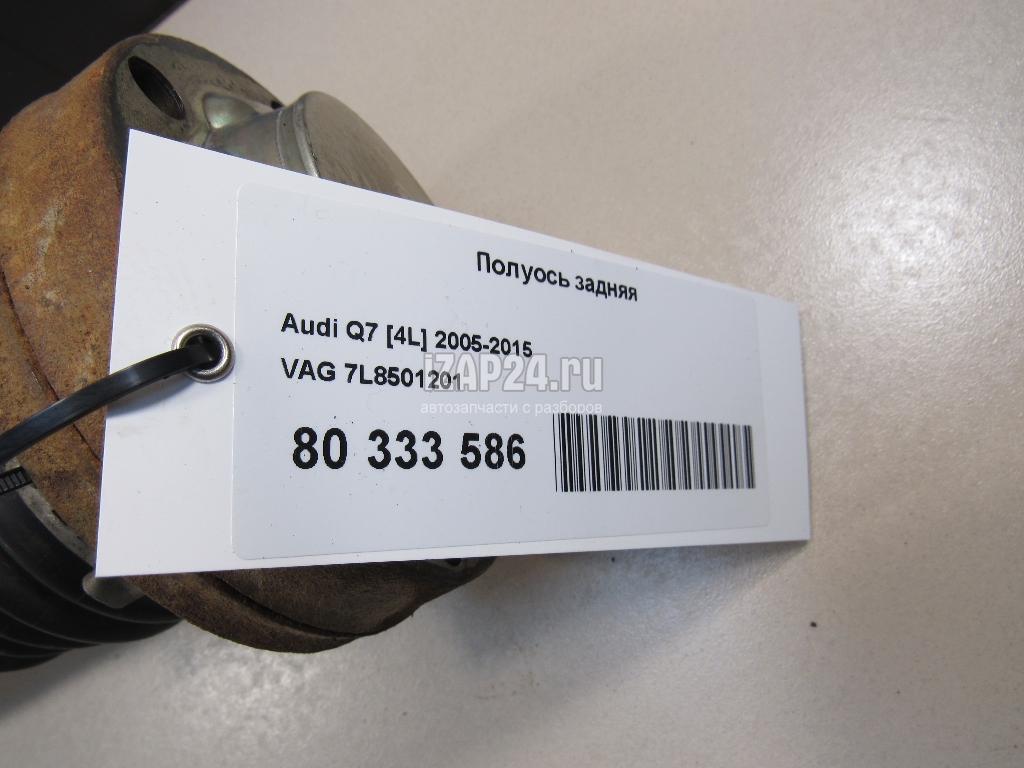 Полуось задняя
Audi Q7 [4L] 2005-2015
VAG 7L8501201
iZAP24.ru
автозапчасти с разборов
80 333 586